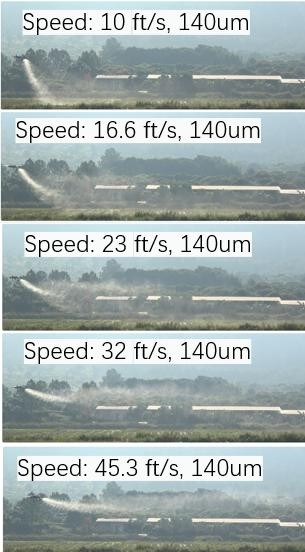 Speed: 10 ft/s, 140um
Speed: 16.6 ft/s, 140um
Speed: 23 ft/s, 140um
Speed: 32 ft/s, 140um
Speed: 45.3 ft/s, 140um